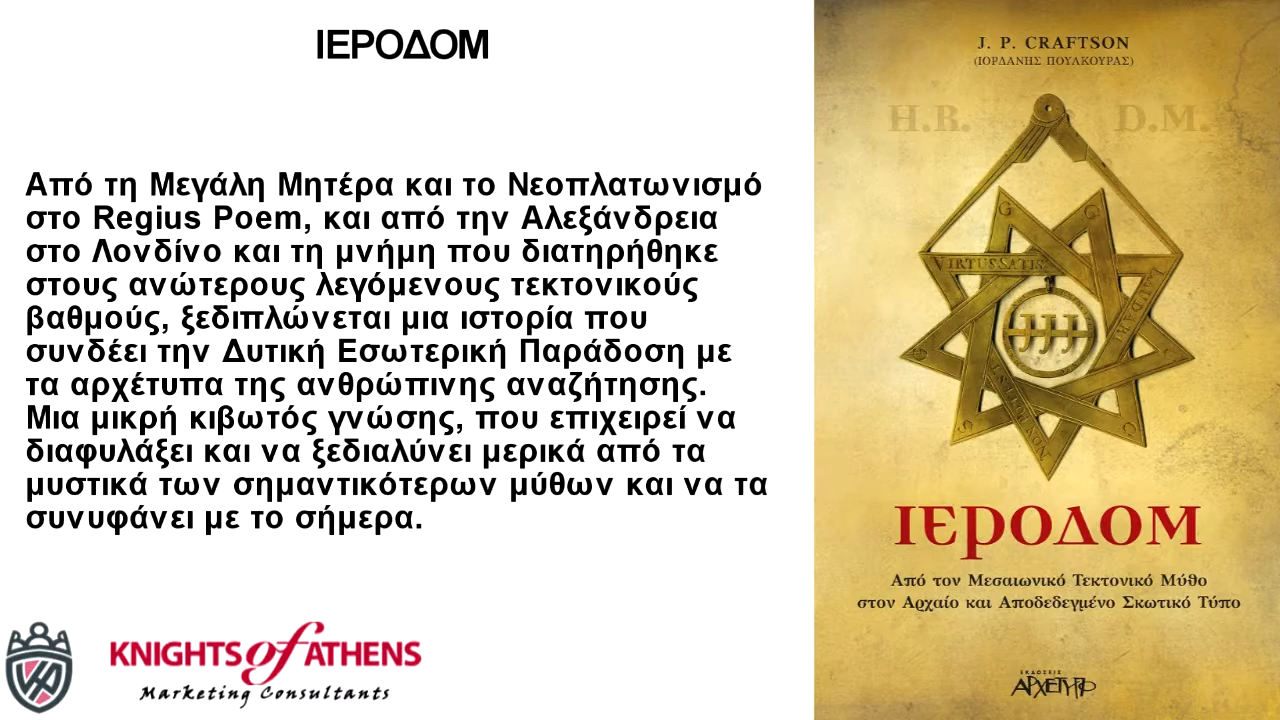 ΙΕΡΟΔΟΜ
Από τη Μεγάλη Μητέρα και το Νεοπλατωνισμό
στο Regius Poem, και από την Αλεξάνδρεια
στο Λονδίνο και τη μνήμη που διατηρήθηκε
στους ανώτερους λεγόμενους τεκτονικούς
βαθμούς, ξεδιπλώνεται μια ιστορία που
συνδέει την Δυτική Εσωτερική Παράδοση με
τα αρχέτυπα της ανθρώπινης αναζήτησης.
Μια μικρή κιβωτός γνώσης, που επιχειρεί να
διαφυλάξει και να ξεδιαλύνει μερικά από τα
μυστικά των σημαντικότερων μύθων και να τα
συνυφάνει με το σήμερα.
KNIGHTS of ATHENS
Marketing Consultants
J. P. CRAFTSON
(ΙΟΡΔΑΝΗΣ ΠΟΥΛΚΟΥΡΑΣ)
H.R. D.M.
G G
VIRTUS SATIS
LAUDARI
JJJ
ΙΕΡΟΔΟΜ
Από τον Μεσαιωνικό Τεκτονικό Μύθο
στον Αρχαίο και Αποδεδεγμένο Σκωτικό Τύπο
ΕΚΔΟΣΕΙΣ
ΑΡΧΕΤΥΠΟ